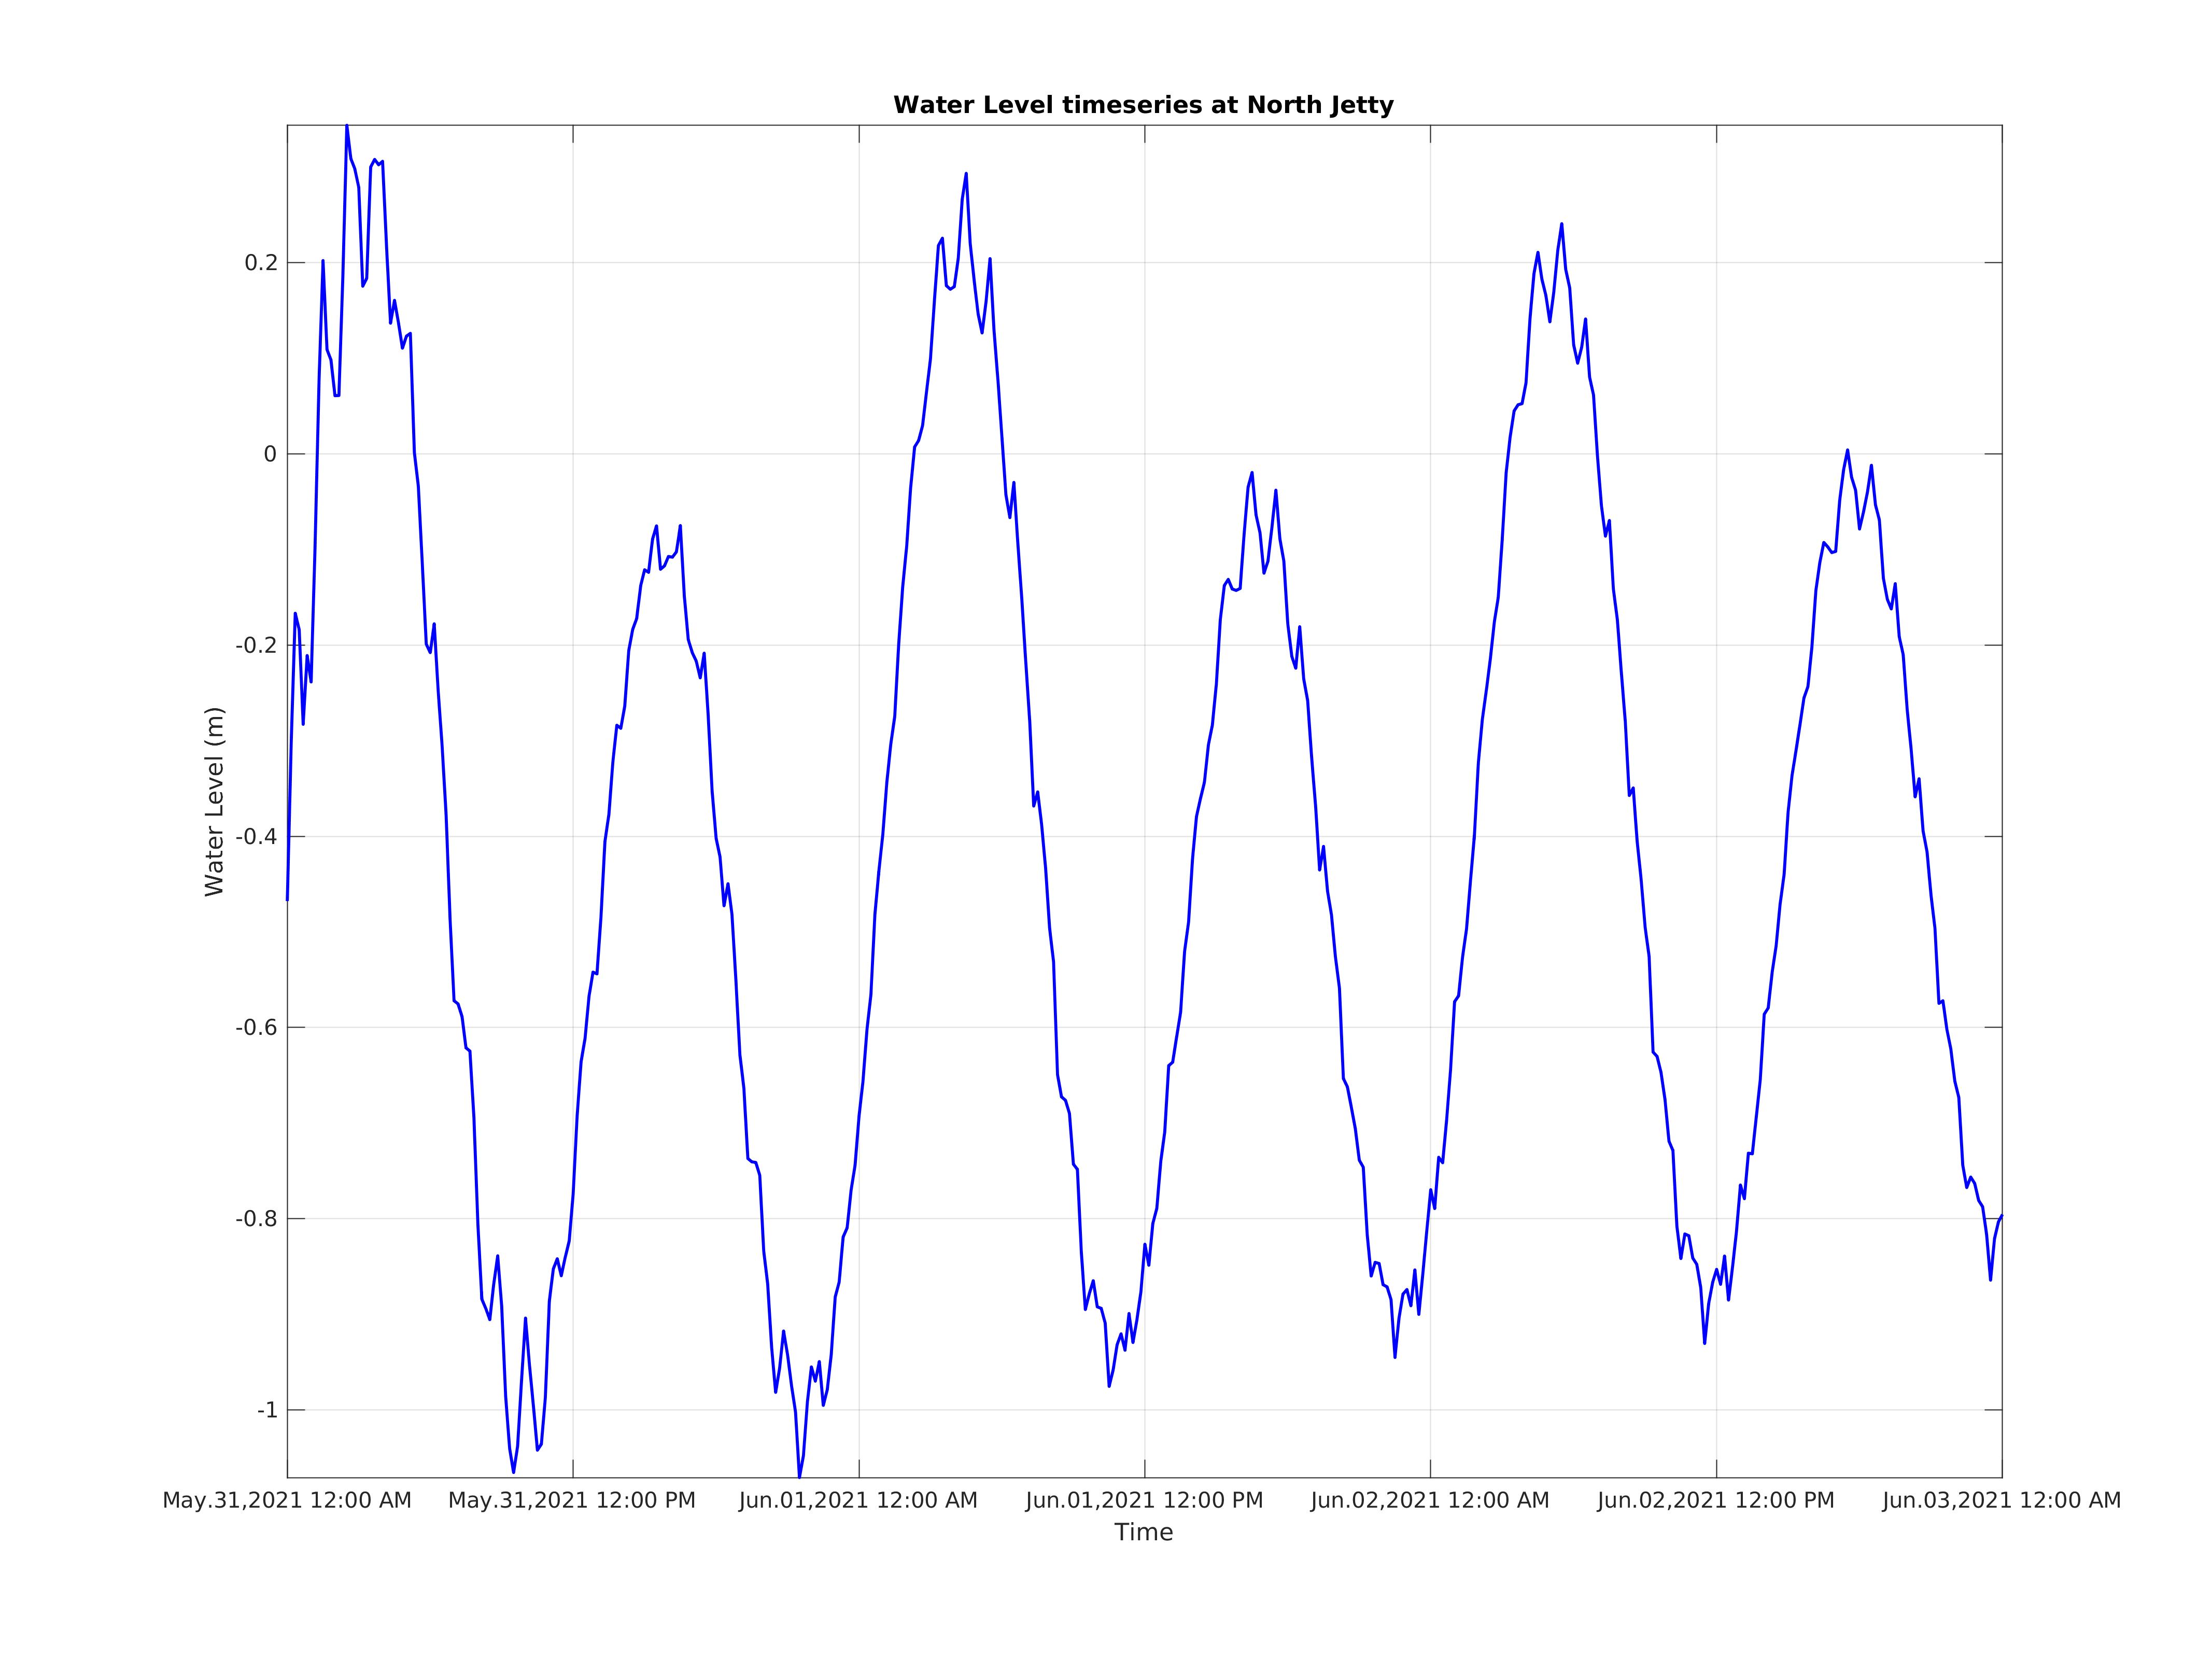 Water Level timeseries at North Jetty
0.2
0
-0.2
-0.4
-0.6
-0.8
-1
Water Level (m)
May.31,2021 12:00 AM May.31,2021 12:00 PM Jun.01,2021 12:00 AM Jun.01,2021 12:00 PM Jun.02,2021 12:00 AM Jun.02,2021 12:00 PM Jun.03,2021 12:00 AM
Time